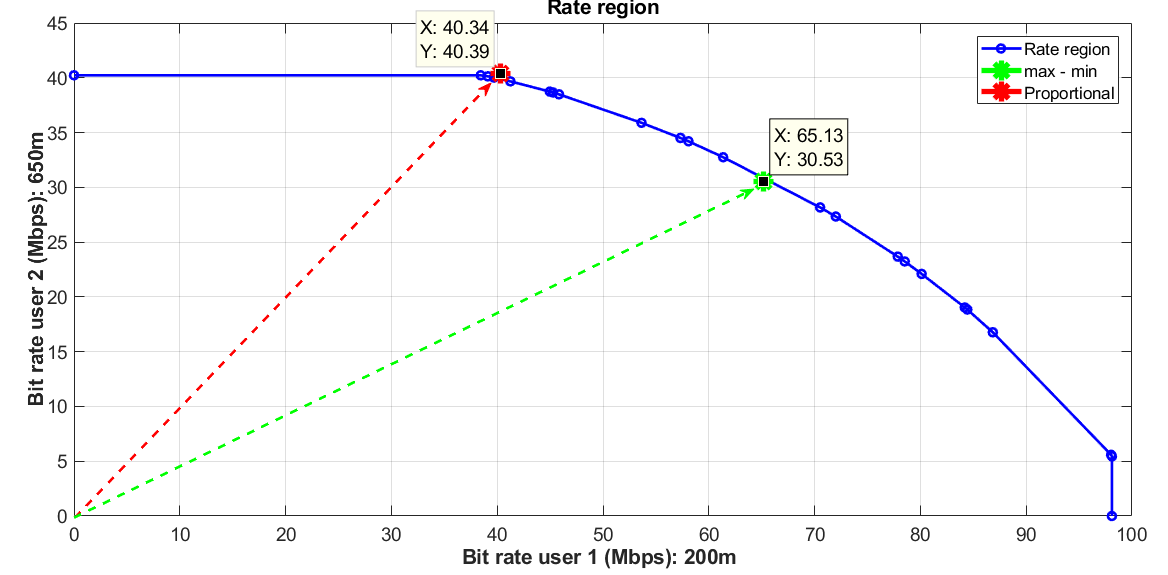 Rate region
X: 40.34
Y: 40.39
X: 65.13
Y: 30.53
Rate region
max - min
Proportional
45
40
35
30
25
20
15
10
5
0
Bit rate user 2 (Mbps): 650m
0 10 20 30 40 50 60 70 80 90 100
Bit rate user 1 (Mbps): 200m